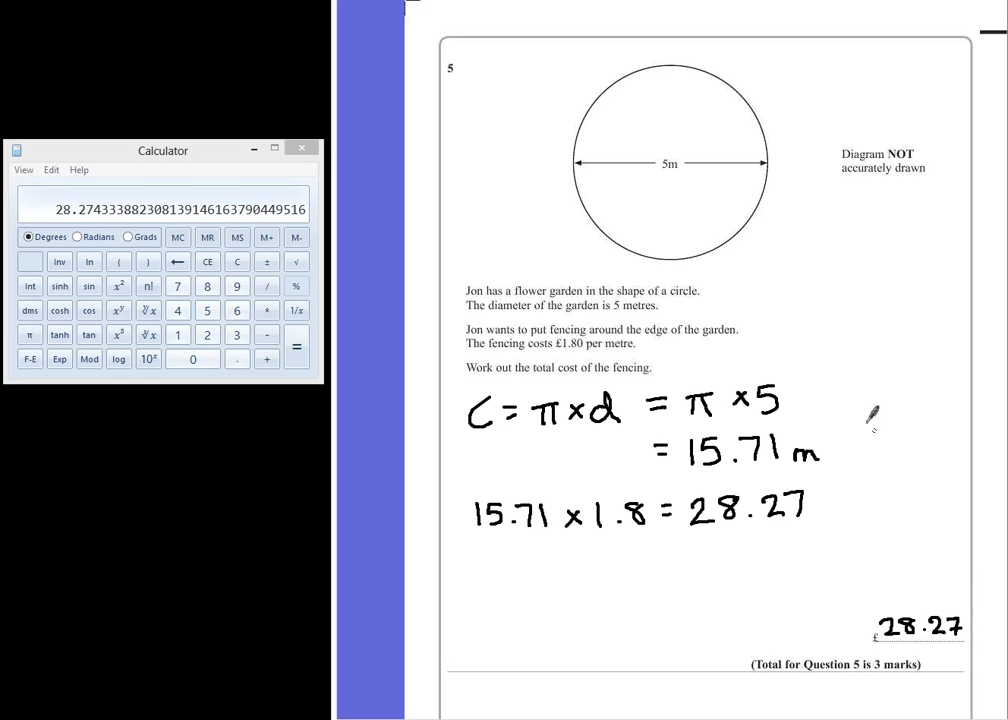 5
5m
Diagram NOT
accurately drawn
Calculator
View Edit Help
28.274333882308139146163790449516
Degrees Radians Grads MC MR MS M+ M-
Inv ln ( ) ← CE C ± √
Int sinh sin x² n! 7 8 9 / %
dms cosh cos xʸ ʸ√x 4 5 6 * 1/x
π tanh tan x³ ³√x 1 2 3 - =
F-E Exp Mod log 10ˣ 0 . +
Jon has a flower garden in the shape of a circle.
The diameter of the garden is 5 metres.
Jon wants to put fencing around the edge of the garden.
The fencing costs £1.80 per metre.
Work out the total cost of the fencing.
C = π × d = π × 5
= 15.71 m
15.71 × 1.8 = 28.27
£ 28.27
(Total for Question 5 is 3 marks)